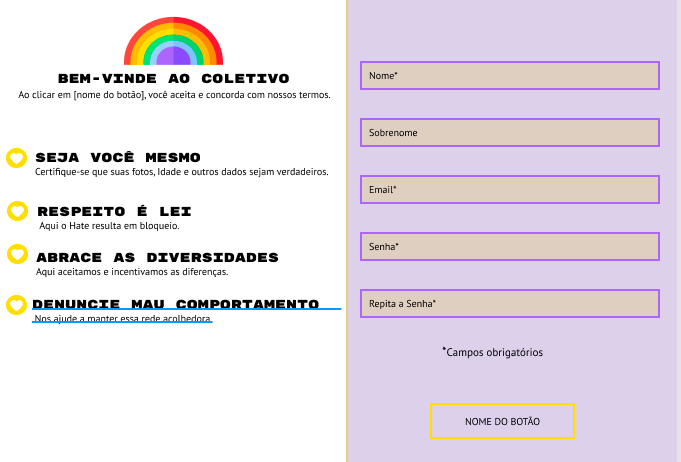 BEM-VINDE AO COLETIVO
Ao clicar em [nome do botão], você aceita e concorda com nossos termos.
SEJA VOCÊ MESMO
Certifique-se que suas fotos, Idade e outros dados sejam verdadeiros.
RESPEITO É LEI
Aqui o Hate resulta em bloqueio.
ABRACE AS DIVERSIDADES
Aqui aceitamos e incentivamos as diferenças.
DENUNCIE MAU COMPORTAMENTO
Nos ajude a manter essa rede acolhedora.
Nome*
Sobrenome
Email*
Senha*
Repita a Senha*
*Campos obrigatórios
NOME DO BOTÃO